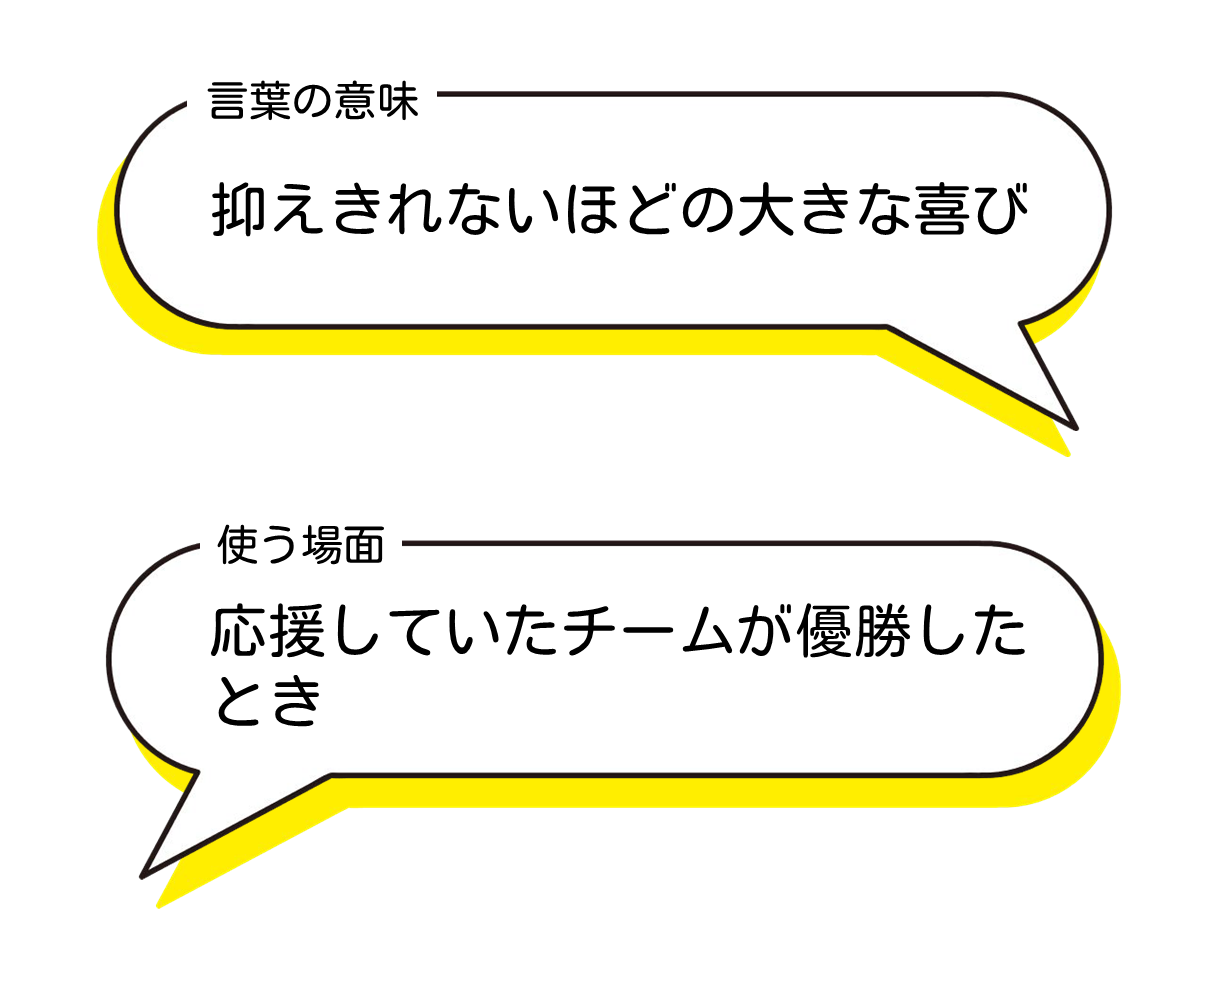 言葉の意味
抑えきれないほどの大きな喜び
使う場面
応援していたチームが優勝した
とき